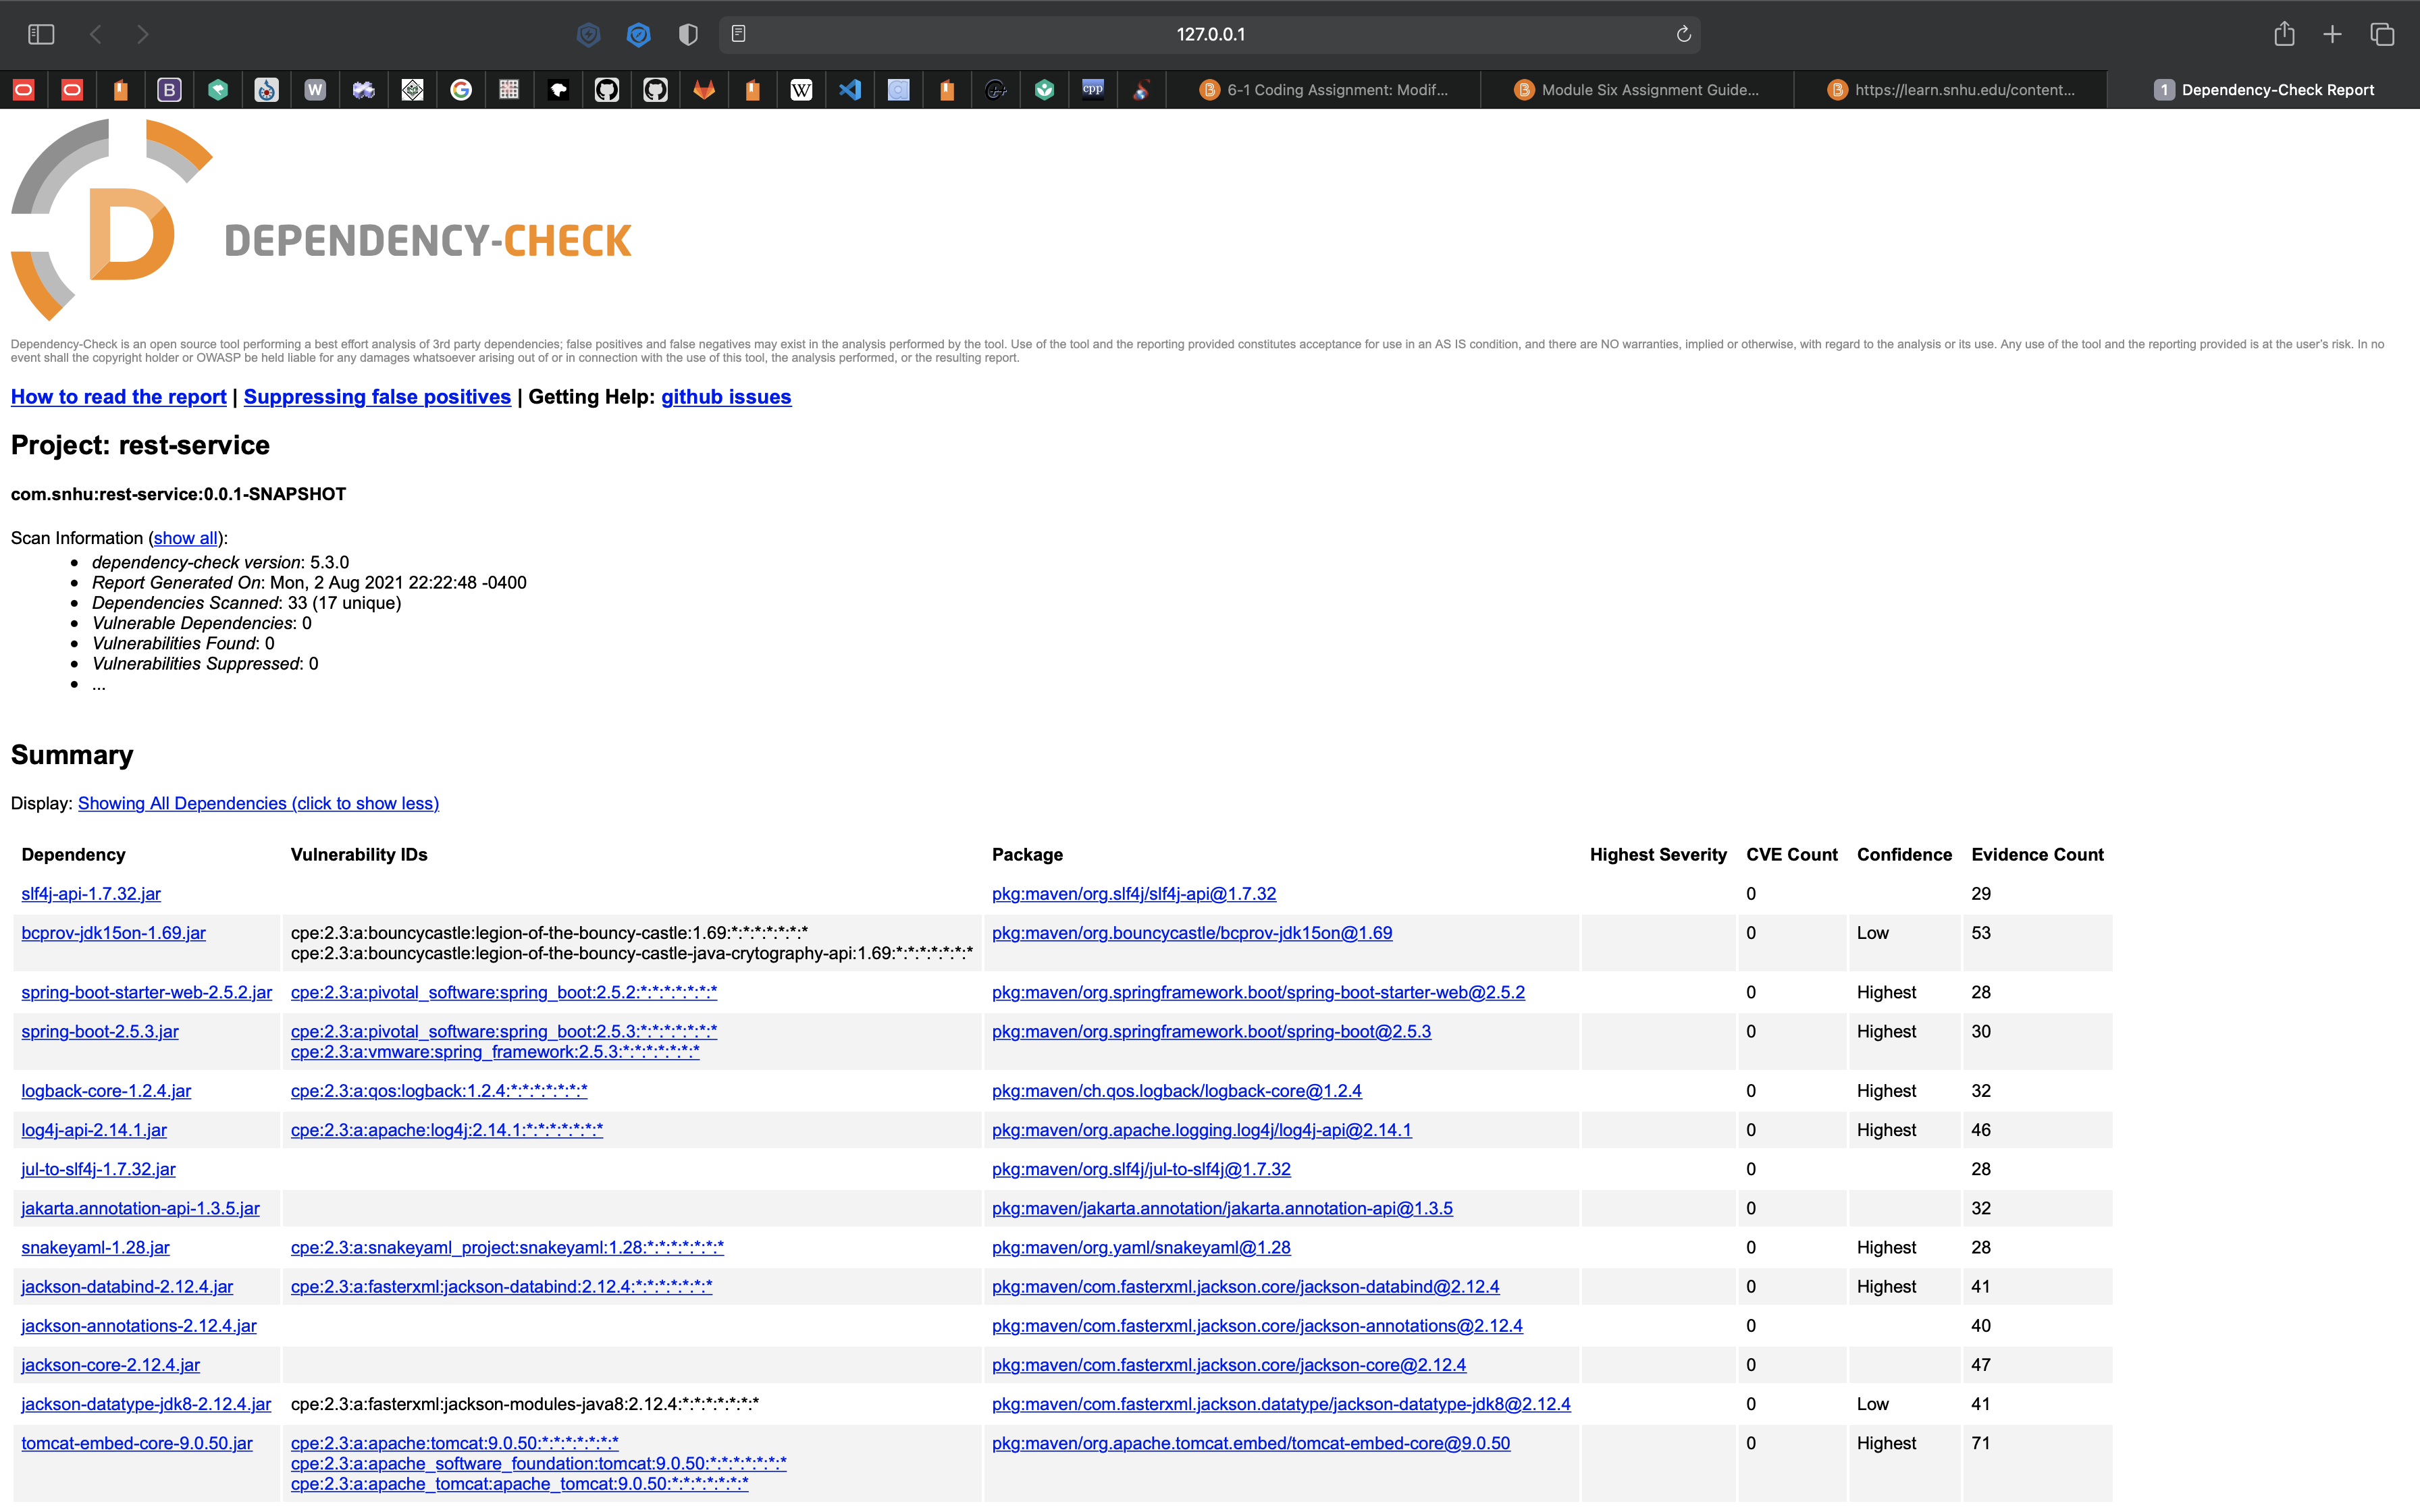 127.0.0.1
B
W
G
W
cpp
6-1 Coding Assignment: Modif...
Module Six Assignment Guide...
https://learn.snhu.edu/content...
1 Dependency-Check Report
D
DEPENDENCY-CHECK
Dependency-Check is an open source tool performing a best effort analysis of 3rd party dependencies; false positives and false negatives may exist in the analysis performed by the tool. Use of the tool and the reporting provided constitutes acceptance for use in an AS IS condition, and there are NO warranties, implied or otherwise, with regard to the analysis or its use. Any use of the tool and the reporting provided is at the user's risk. In no
event shall the copyright holder or OWASP be held liable for any damages whatsoever arising out of or in connection with the use of this tool, the analysis performed, or the resulting report.
How to read the report | Suppressing false positives | Getting Help: github issues
Project: rest-service
com.snhu:rest-service:0.0.1-SNAPSHOT
Scan Information (show all):
• dependency-check version: 5.3.0
• Report Generated On: Mon, 2 Aug 2021 22:22:48 -0400
• Dependencies Scanned: 33 (17 unique)
• Vulnerable Dependencies: 0
• Vulnerabilities Found: 0
• Vulnerabilities Suppressed: 0
• ...
Summary
Display: Showing All Dependencies (click to show less)
Dependency Vulnerability IDs Package Highest Severity CVE Count Confidence Evidence Count
slf4j-api-1.7.32.jar pkg:maven/org.slf4j/slf4j-api@1.7.32 0 29
bcprov-jdk15on-1.69.jar cpe:2.3:a:bouncycastle:legion-of-the-bouncy-castle:1.69:*:*:*:*:*:*:* pkg:maven/org.bouncycastle/bcprov-jdk15on@1.69 0 Low 53
cpe:2.3:a:bouncycastle:legion-of-the-bouncy-castle-java-crytography-api:1.69:*:*:*:*:*:*:*
spring-boot-starter-web-2.5.2.jar cpe:2.3:a:pivotal_software:spring_boot:2.5.2:*:*:*:*:*:*:* pkg:maven/org.springframework.boot/spring-boot-starter-web@2.5.2 0 Highest 28
spring-boot-2.5.3.jar cpe:2.3:a:pivotal_software:spring_boot:2.5.3:*:*:*:*:*:*:* pkg:maven/org.springframework.boot/spring-boot@2.5.3 0 Highest 30
cpe:2.3:a:vmware:spring_framework:2.5.3:*:*:*:*:*:*:*
logback-core-1.2.4.jar cpe:2.3:a:qos:logback:1.2.4:*:*:*:*:*:*:* pkg:maven/ch.qos.logback/logback-core@1.2.4 0 Highest 32
log4j-api-2.14.1.jar cpe:2.3:a:apache:log4j:2.14.1:*:*:*:*:*:*:* pkg:maven/org.apache.logging.log4j/log4j-api@2.14.1 0 Highest 46
jul-to-slf4j-1.7.32.jar pkg:maven/org.slf4j/jul-to-slf4j@1.7.32 0 28
jakarta.annotation-api-1.3.5.jar pkg:maven/jakarta.annotation/jakarta.annotation-api@1.3.5 0 32
snakeyaml-1.28.jar cpe:2.3:a:snakeyaml_project:snakeyaml:1.28:*:*:*:*:*:*:* pkg:maven/org.yaml/snakeyaml@1.28 0 Highest 28
jackson-databind-2.12.4.jar cpe:2.3:a:fasterxml:jackson-databind:2.12.4:*:*:*:*:*:*:* pkg:maven/com.fasterxml.jackson.core/jackson-databind@2.12.4 0 Highest 41
jackson-annotations-2.12.4.jar pkg:maven/com.fasterxml.jackson.core/jackson-annotations@2.12.4 0 40
jackson-core-2.12.4.jar pkg:maven/com.fasterxml.jackson.core/jackson-core@2.12.4 0 47
jackson-datatype-jdk8-2.12.4.jar cpe:2.3:a:fasterxml:jackson-modules-java8:2.12.4:*:*:*:*:*:*:* pkg:maven/com.fasterxml.jackson.datatype/jackson-datatype-jdk8@2.12.4 0 Low 41
tomcat-embed-core-9.0.50.jar cpe:2.3:a:apache:tomcat:9.0.50:*:*:*:*:*:*:* pkg:maven/org.apache.tomcat.embed/tomcat-embed-core@9.0.50 0 Highest 71
cpe:2.3:a:apache_software_foundation:tomcat:9.0.50:*:*:*:*:*:*:*
cpe:2.3:a:apache_tomcat:apache_tomcat:9.0.50:*:*:*:*:*:*:*